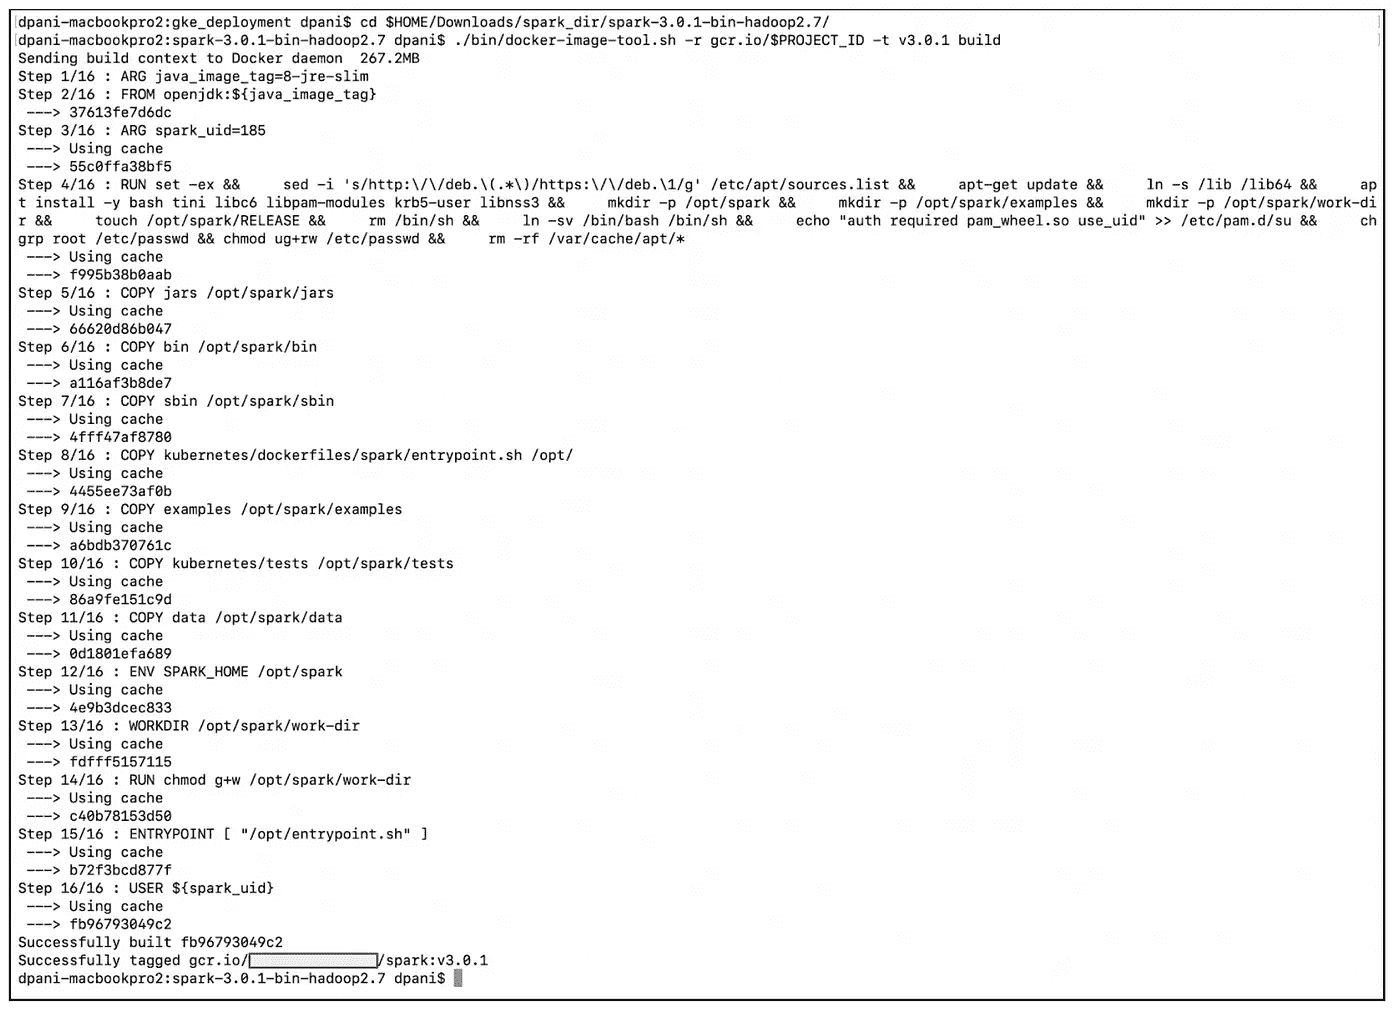 dpani-macbookpro2:gke_deployment dpani$ cd $HOME/Downloads/spark_dir/spark-3.0.1-bin-hadoop2.7/
dpani-macbookpro2:spark-3.0.1-bin-hadoop2.7 dpani$ ./bin/docker-image-tool.sh -r gcr.io/$PROJECT_ID -t v3.0.1 build
Sending build context to Docker daemon  267.2MB
Step 1/16 : ARG java_image_tag=8-jre-slim
Step 2/16 : FROM openjdk:${java_image_tag}
 ---> 37613fe7d6dc
Step 3/16 : ARG spark_uid=185
 ---> Using cache
 ---> 55c0ffa38bf5
Step 4/16 : RUN set -ex &&     sed -i 's/http:\/\/deb.\(.*\)/https:\/\/deb.\1/g' /etc/apt/sources.list &&     apt-get update &&     ln -s /lib /lib64 &&     ap
t install -y bash tini libc6 libpam-modules krb5-user libnss3 &&     mkdir -p /opt/spark &&     mkdir -p /opt/spark/examples &&     mkdir -p /opt/spark/work-di
r &&     touch /opt/spark/RELEASE &&     rm /bin/sh &&     ln -sv /bin/bash /bin/sh &&     echo "auth required pam_wheel.so use_uid" >> /etc/pam.d/su &&     ch
grp root /etc/passwd && chmod ug+rw /etc/passwd &&     rm -rf /var/cache/apt/*
 ---> Using cache
 ---> f995b38b0aab
Step 5/16 : COPY jars /opt/spark/jars
 ---> Using cache
 ---> 66620d86b047
Step 6/16 : COPY bin /opt/spark/bin
 ---> Using cache
 ---> a116af3b8de7
Step 7/16 : COPY sbin /opt/spark/sbin
 ---> Using cache
 ---> 4fff47af8780
Step 8/16 : COPY kubernetes/dockerfiles/spark/entrypoint.sh /opt/
 ---> Using cache
 ---> 4455ee73af0b
Step 9/16 : COPY examples /opt/spark/examples
 ---> Using cache
 ---> a6bdb370761c
Step 10/16 : COPY kubernetes/tests /opt/spark/tests
 ---> Using cache
 ---> 86a9fe151c9d
Step 11/16 : COPY data /opt/spark/data
 ---> Using cache
 ---> 0d1801efa689
Step 12/16 : ENV SPARK_HOME /opt/spark
 ---> Using cache
 ---> 4e9b3dcec833
Step 13/16 : WORKDIR /opt/spark/work-dir
 ---> Using cache
 ---> fdfff5157115
Step 14/16 : RUN chmod g+w /opt/spark/work-dir
 ---> Using cache
 ---> c40b78153d50
Step 15/16 : ENTRYPOINT [ "/opt/entrypoint.sh" ]
 ---> Using cache
 ---> b72f3bcd877f
Step 16/16 : USER ${spark_uid}
 ---> Using cache
 ---> fb96793049c2
Successfully built fb96793049c2
Successfully tagged gcr.io/ /spark:v3.0.1
dpani-macbookpro2:spark-3.0.1-bin-hadoop2.7 dpani$